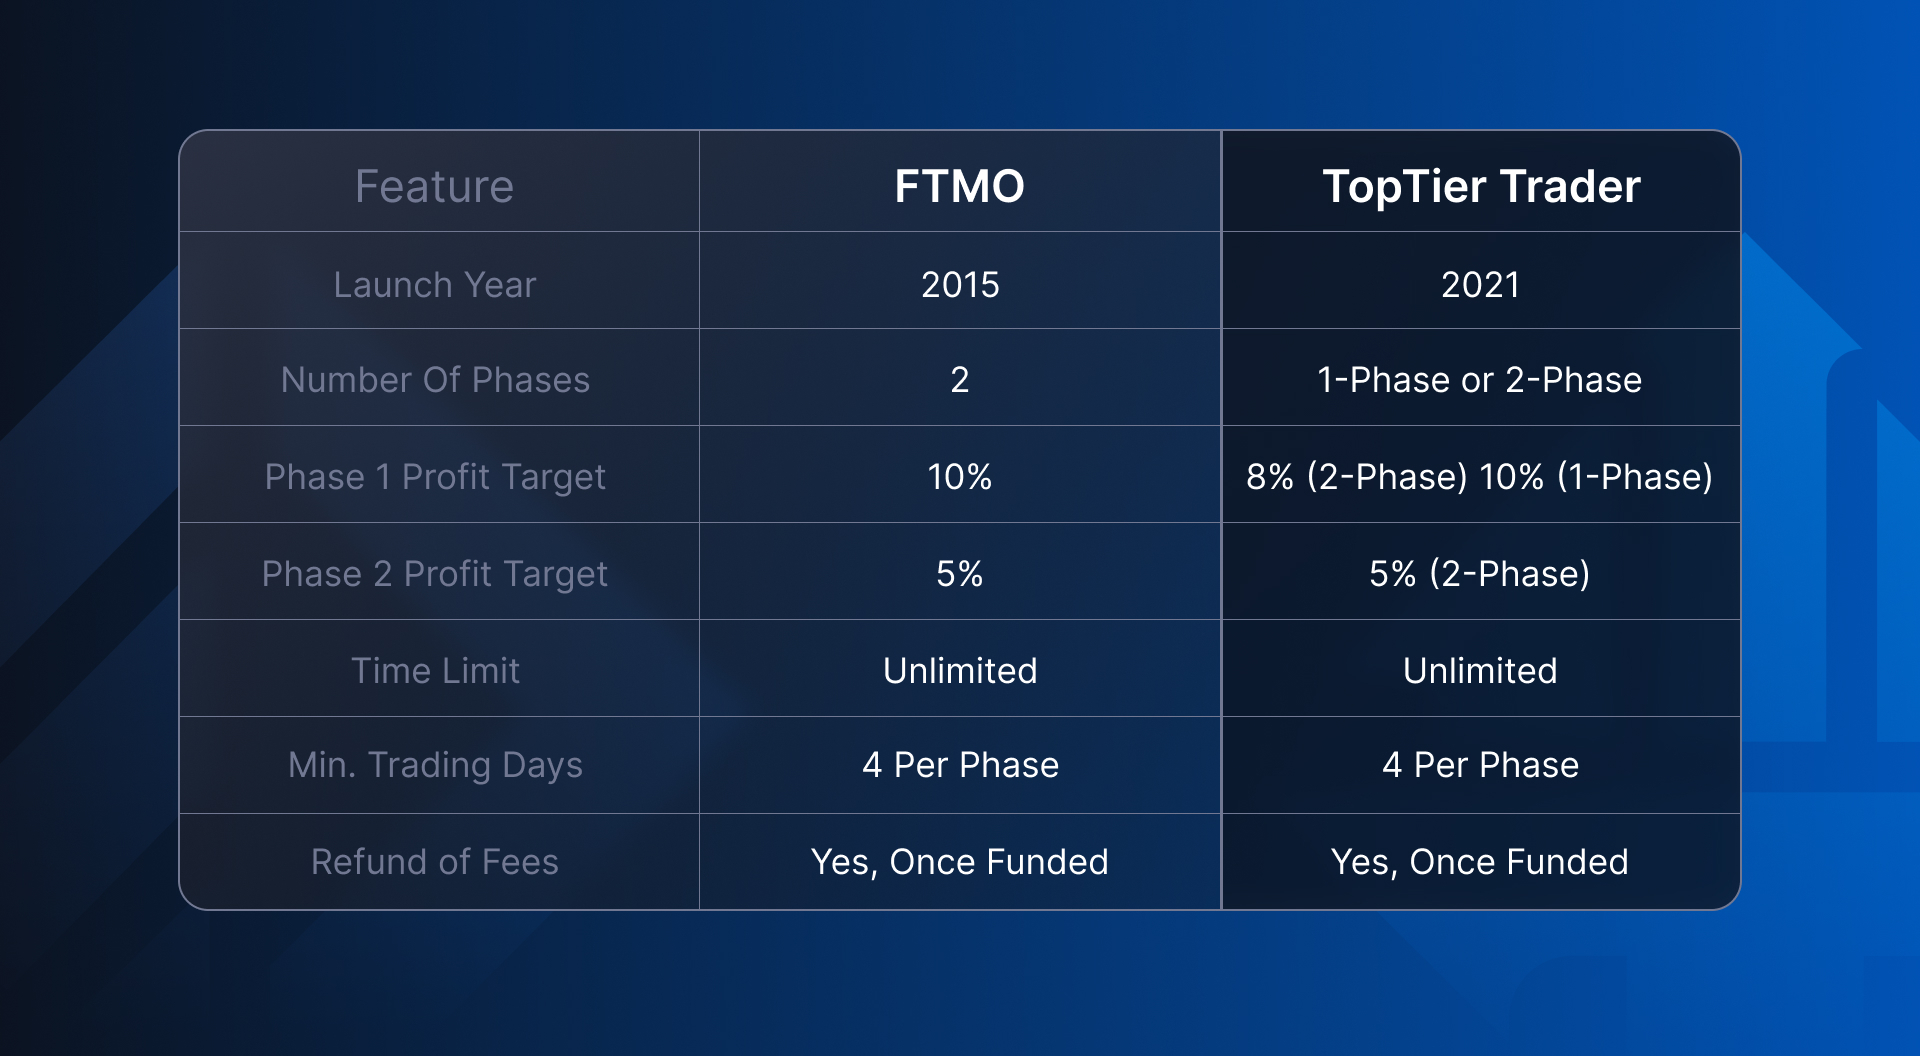 Feature FTMO TopTier Trader
Launch Year 2015 2021
Number Of Phases 2 1-Phase or 2-Phase
Phase 1 Profit Target 10% 8% (2-Phase) 10% (1-Phase)
Phase 2 Profit Target 5% 5% (2-Phase)
Time Limit Unlimited Unlimited
Min. Trading Days 4 Per Phase 4 Per Phase
Refund of Fees Yes, Once Funded Yes, Once Funded